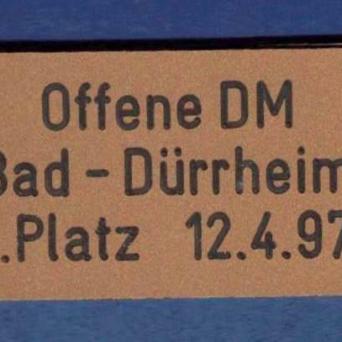 Offene DM
Bad - Dürrheim
.Platz 12.4.97